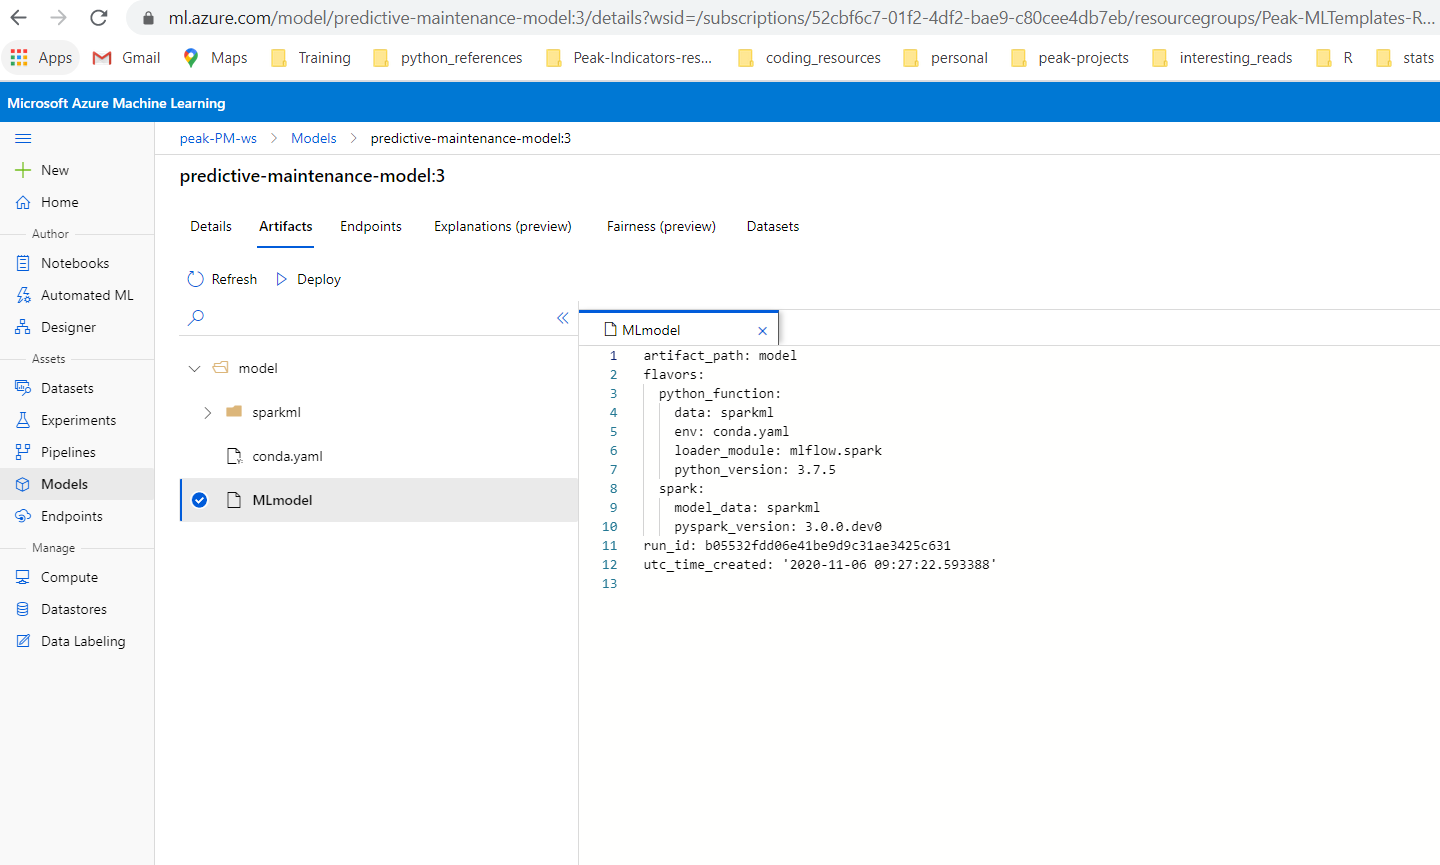 ml.azure.com/model/predictive-maintenance-model:3/details?wsid=/subscriptions/52cbf6c7-01f2-4df2-bae9-c80cee4db7eb/resourcegroups/Peak-MLTemplates-R...
Apps Gmail Maps Training python_references Peak-Indicators-res... coding_resources personal peak-projects interesting_reads R stats
Microsoft Azure Machine Learning
New
Home
Author
Notebooks
Automated ML
Designer
Assets
Datasets
Experiments
Pipelines
Models
Endpoints
Manage
Compute
Datastores
Data Labeling
peak-PM-ws > Models > predictive-maintenance-model:3
predictive-maintenance-model:3
Details Artifacts Endpoints Explanations (preview) Fairness (preview) Datasets
Refresh Deploy
model
sparkml
conda.yaml
MLmodel
MLmodel
1 artifact_path: model
2 flavors:
3 python_function:
4 data: sparkml
5 env: conda.yaml
6 loader_module: mlflow.spark
7 python_version: 3.7.5
8 spark:
9 model_data: sparkml
10 pyspark_version: 3.0.0.dev0
11 run_id: b05532fdd06e41be9d9c31ae3425c631
12 utc_time_created: '2020-11-06 09:27:22.593388'
13